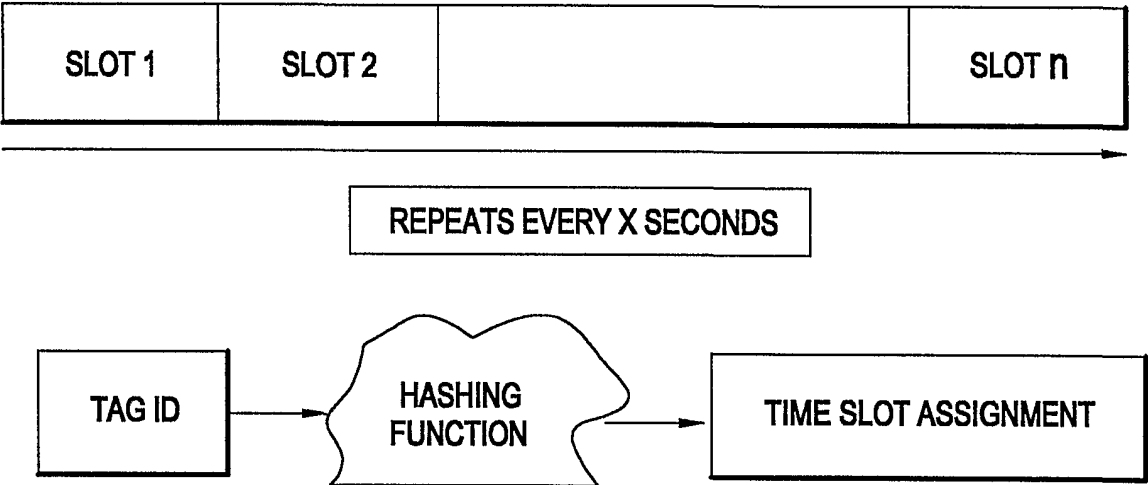 SLOT 1
SLOT 2
SLOT n
REPEATS EVERY X SECONDS
TAG ID
HASHING
FUNCTION
TIME SLOT ASSIGNMENT